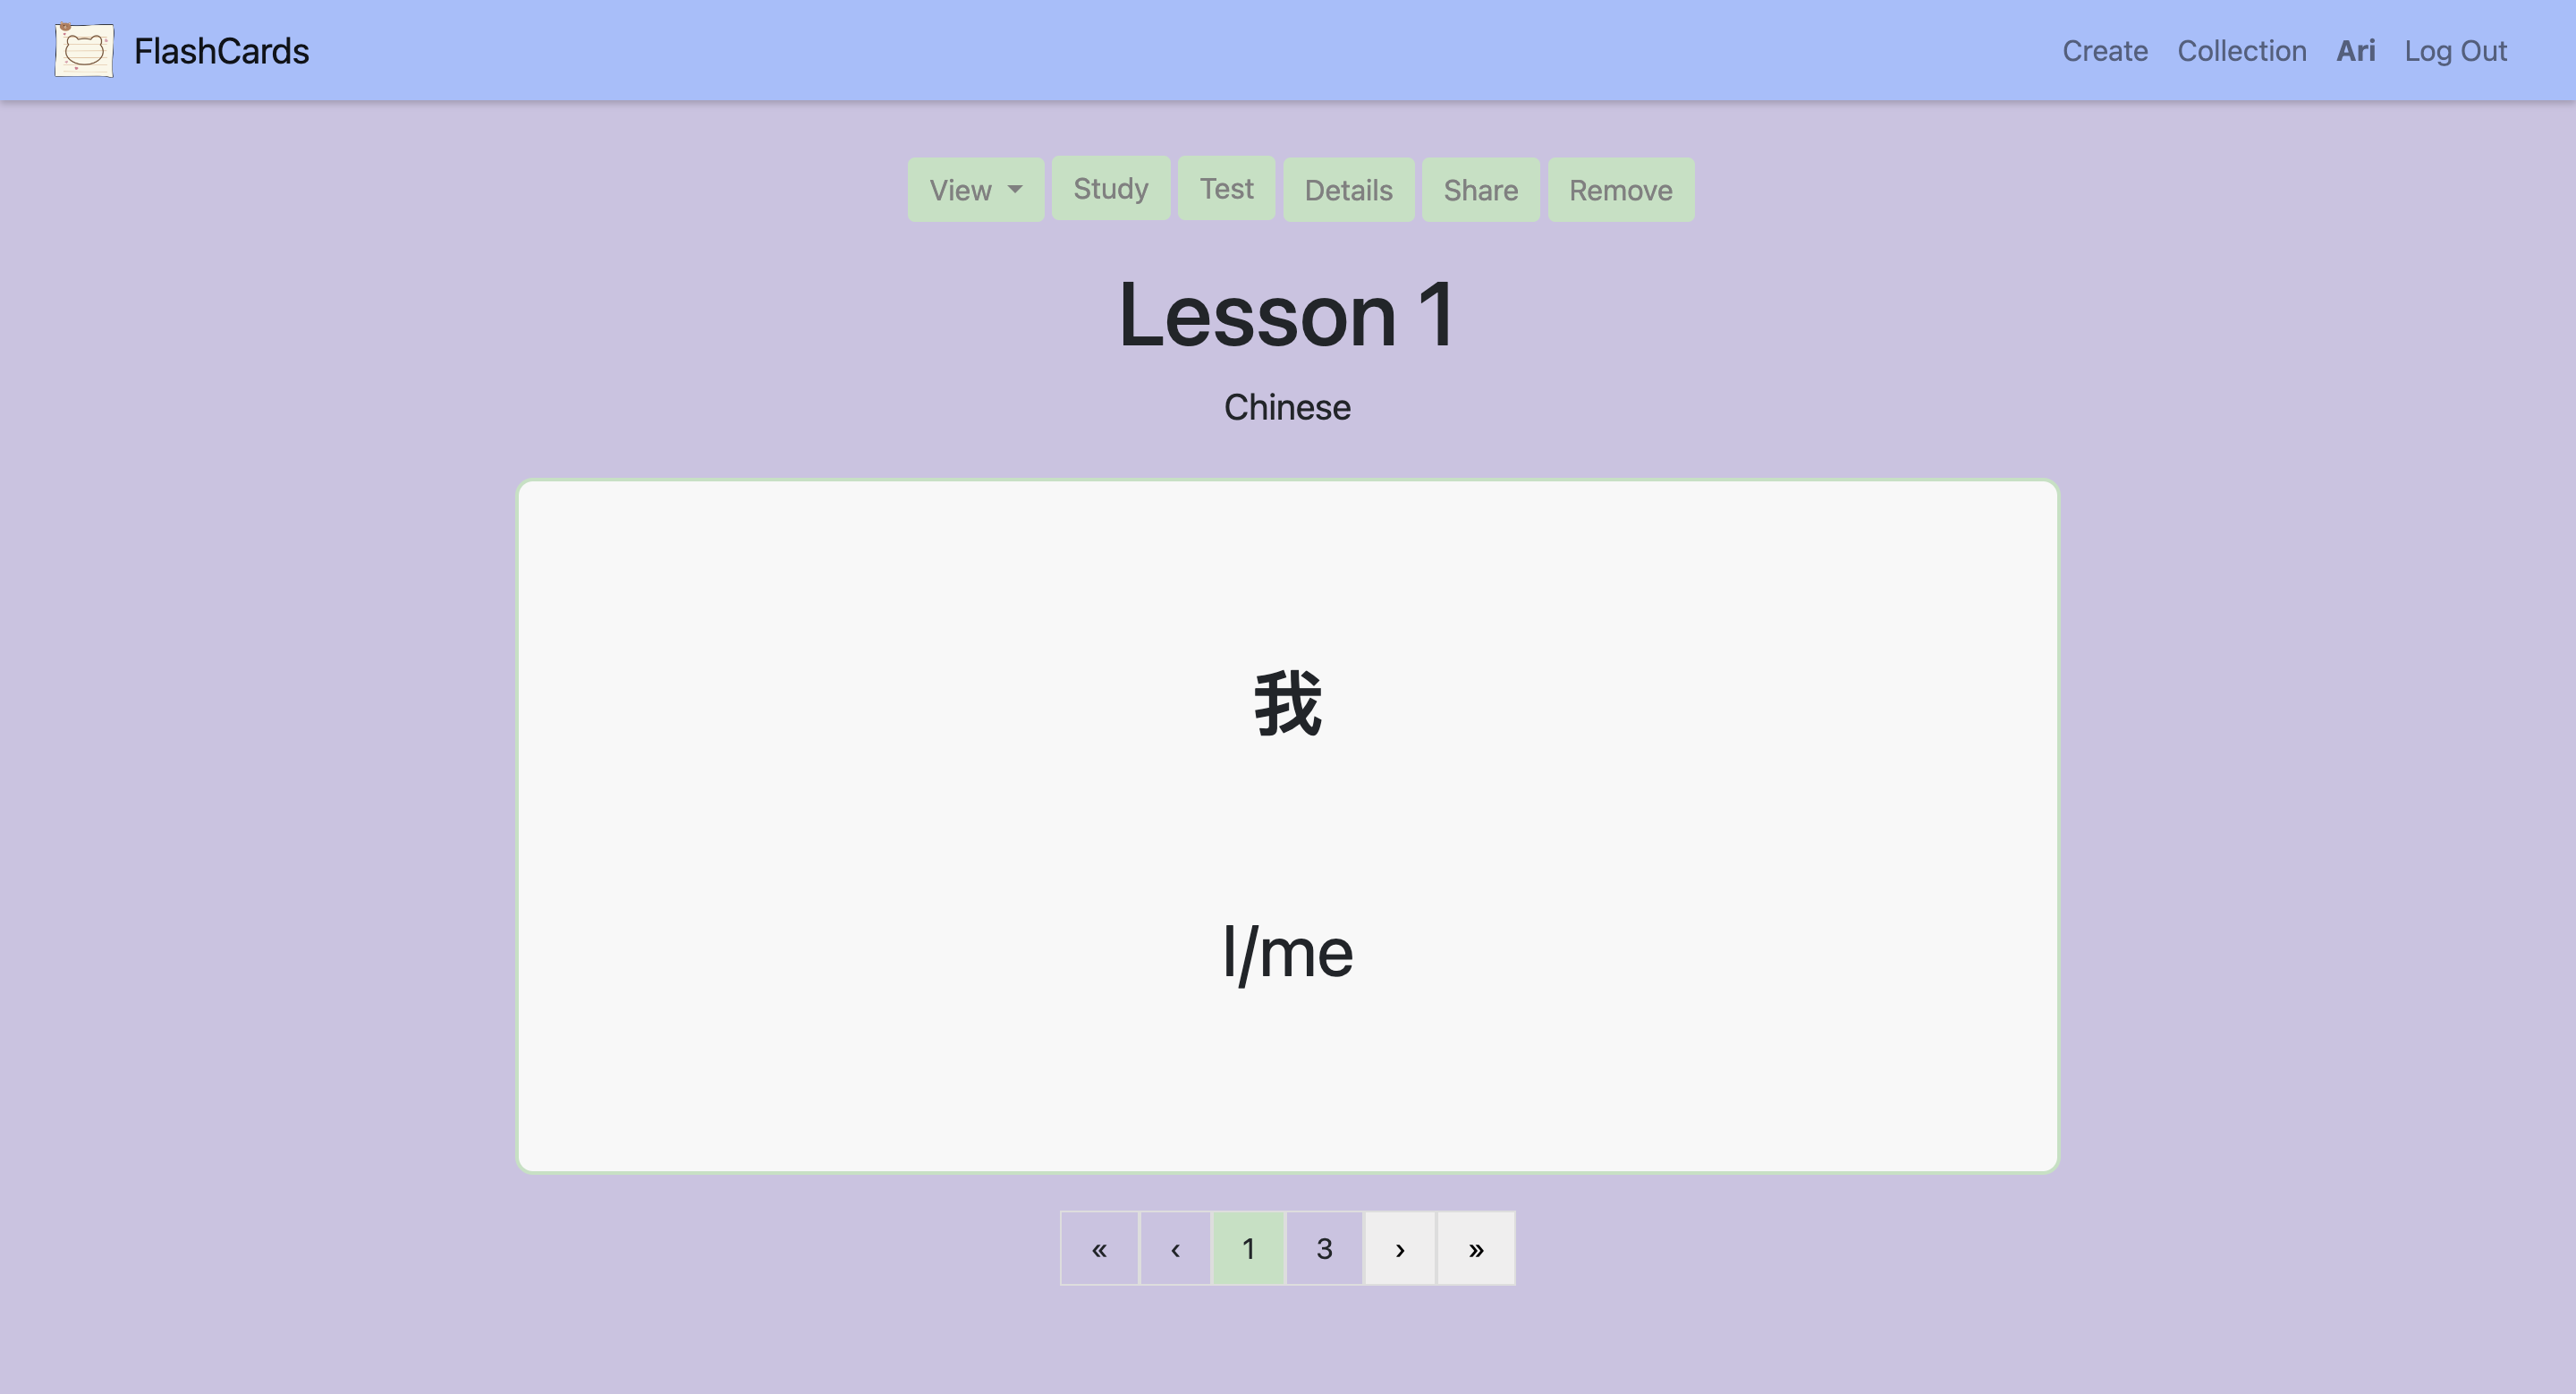 FlashCards
Create Collection Ari Log Out
View Study Test Details Share Remove
Lesson 1
Chinese
我
I/me
« ‹ 1 3 › »